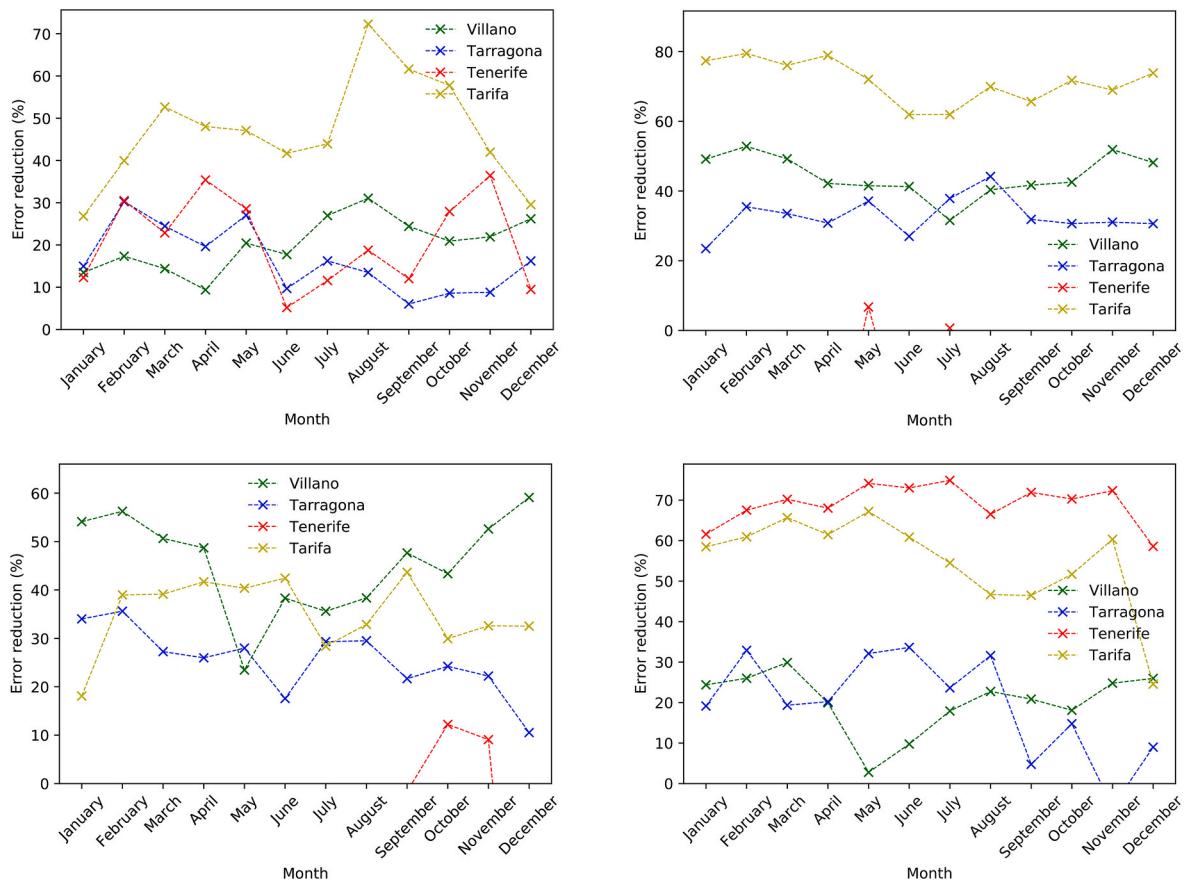 Error reduction (%)
70
60
50
40
30
20
10
0
Villano
Tarragona
Tenerife
Tarifa
January
February
March
April
May
June
July
August
September
October
November
December
Month
Error reduction (%)
80
60
40
20
0
Villano
Tarragona
Tenerife
Tarifa
January
February
March
April
May
June
July
August
September
October
November
December
Month
Error reduction (%)
60
50
40
30
20
10
0
Villano
Tarragona
Tenerife
Tarifa
January
February
March
April
May
June
July
August
September
October
November
December
Month
Error reduction (%)
70
60
50
40
30
20
10
0
Villano
Tarragona
Tenerife
Tarifa
January
February
March
April
May
June
July
August
September
October
November
December
Month